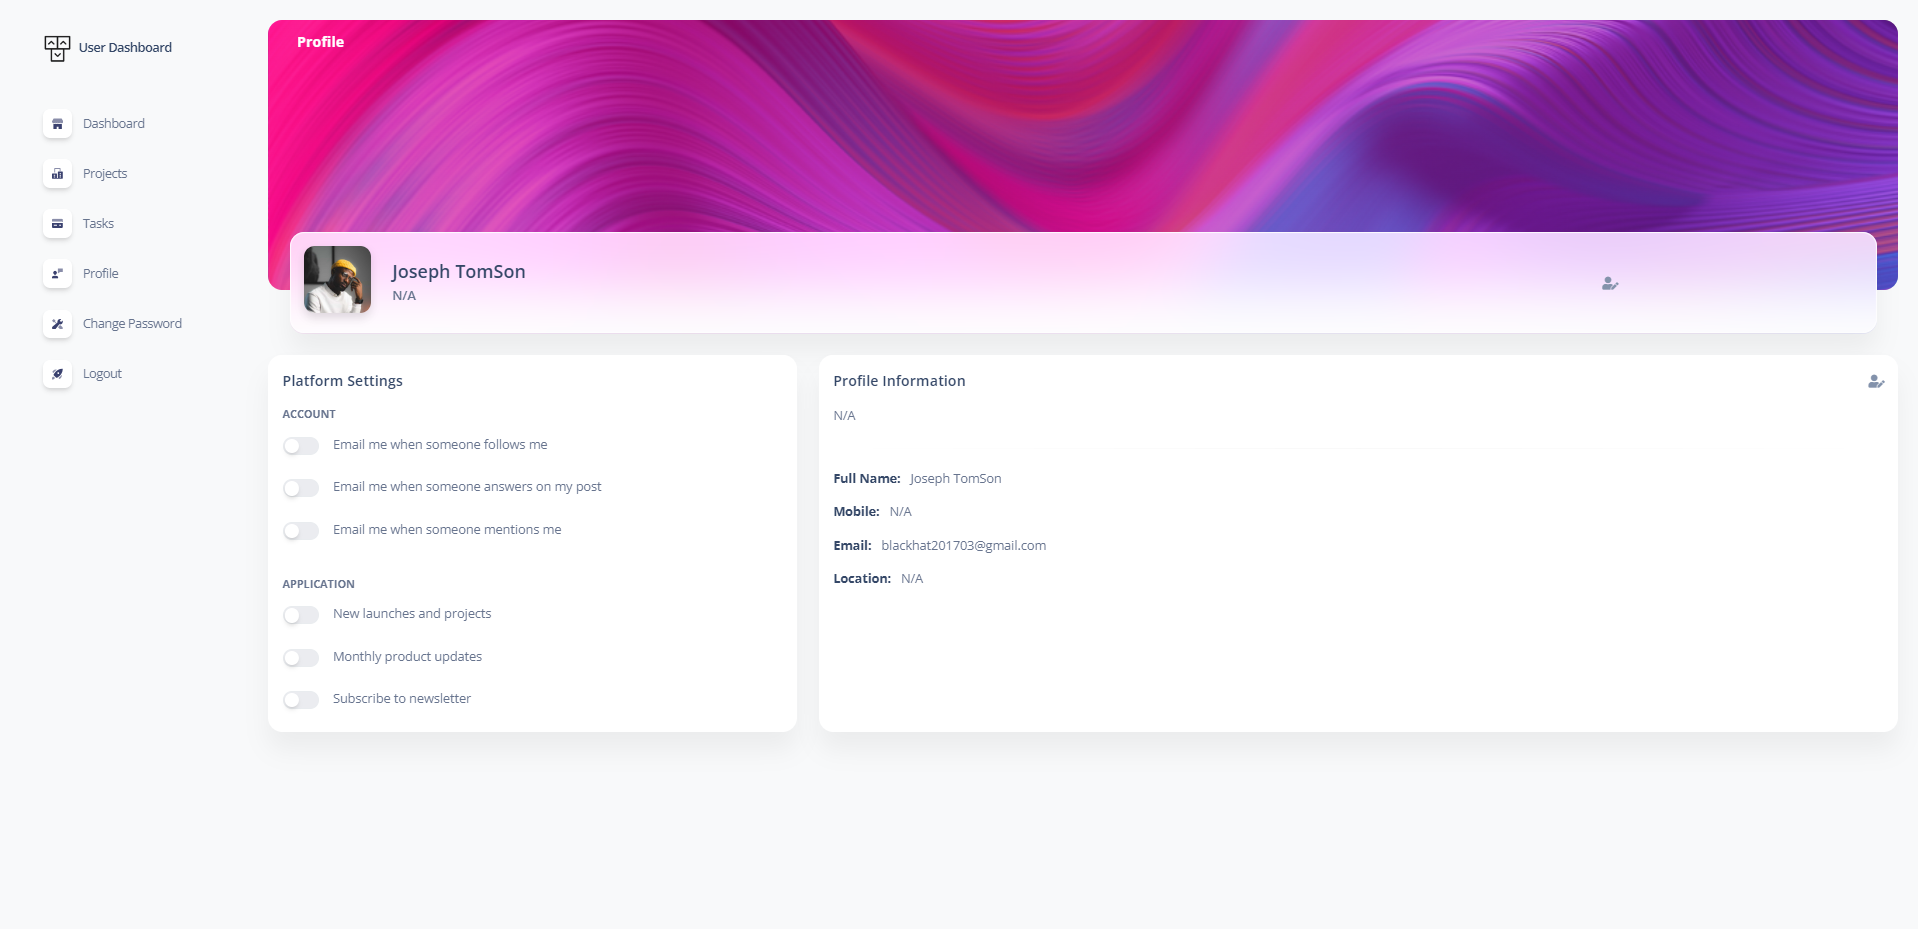 User Dashboard
Dashboard
Projects
Tasks
Profile
Change Password
Logout
Profile
Joseph TomSon
N/A
Platform Settings
ACCOUNT
Email me when someone follows me
Email me when someone answers on my post
Email me when someone mentions me
APPLICATION
New launches and projects
Monthly product updates
Subscribe to newsletter
Profile Information
N/A
Full Name: Joseph TomSon
Mobile: N/A
Email: blackhat201703@gmail.com
Location: N/A